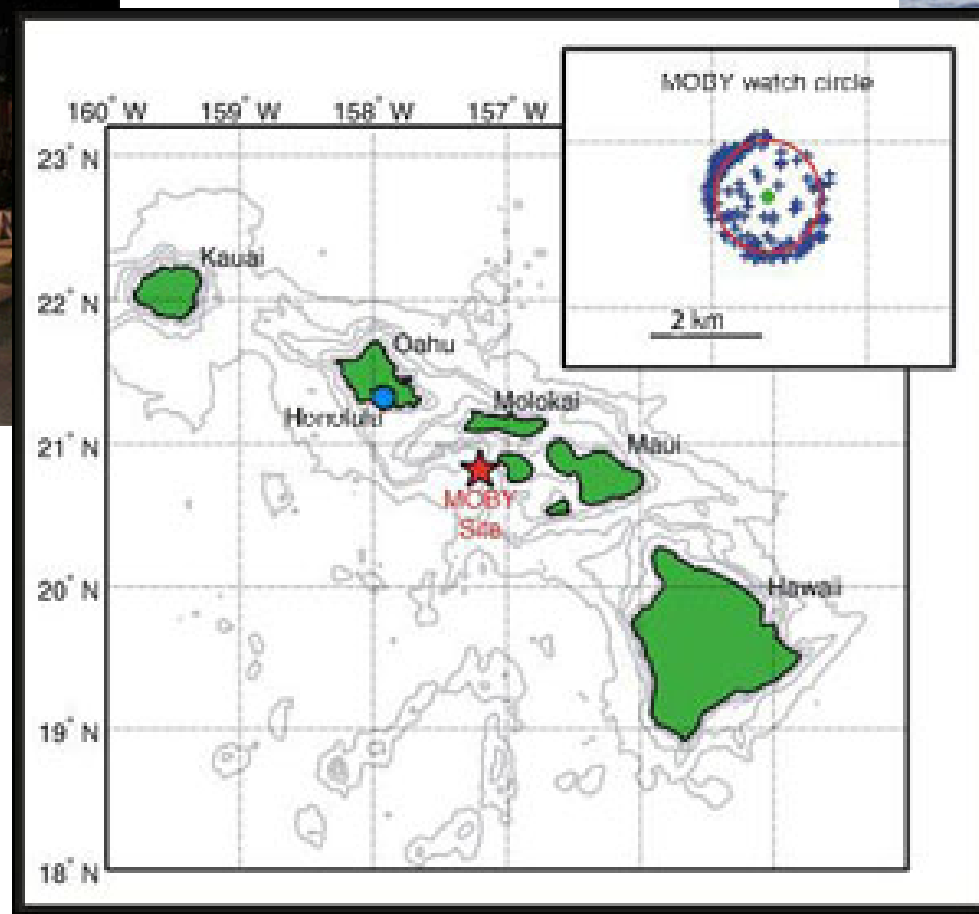 MOBY watch circle
160° W 159° W 158° W 157° W
23° N
Kauai
22° N
2 km
Oahu
Honolulu
Molokai
21° N
Maui
MOBY
Site
20° N
Hawaii
19° N
18° N